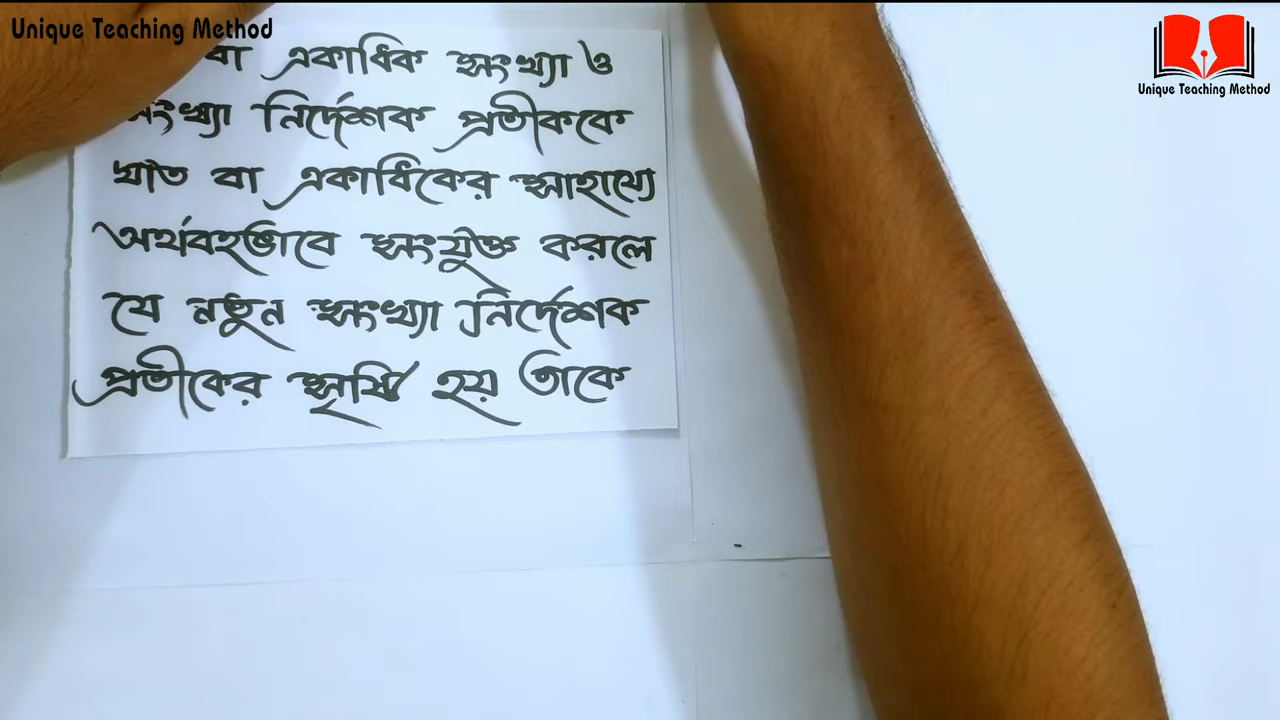 Unique Teaching Method
Unique Teaching Method
বা একাধিক সংখ্যা ও
সংখ্যা নির্দেশক প্রতীককে
ঘাত বা একাধিকের সাহায্যে
অর্থবহভাবে সংযুক্ত করলে
যে নতুন সংখ্যা নির্দেশক
প্রতীকের সৃষ্টি হয় তাকে